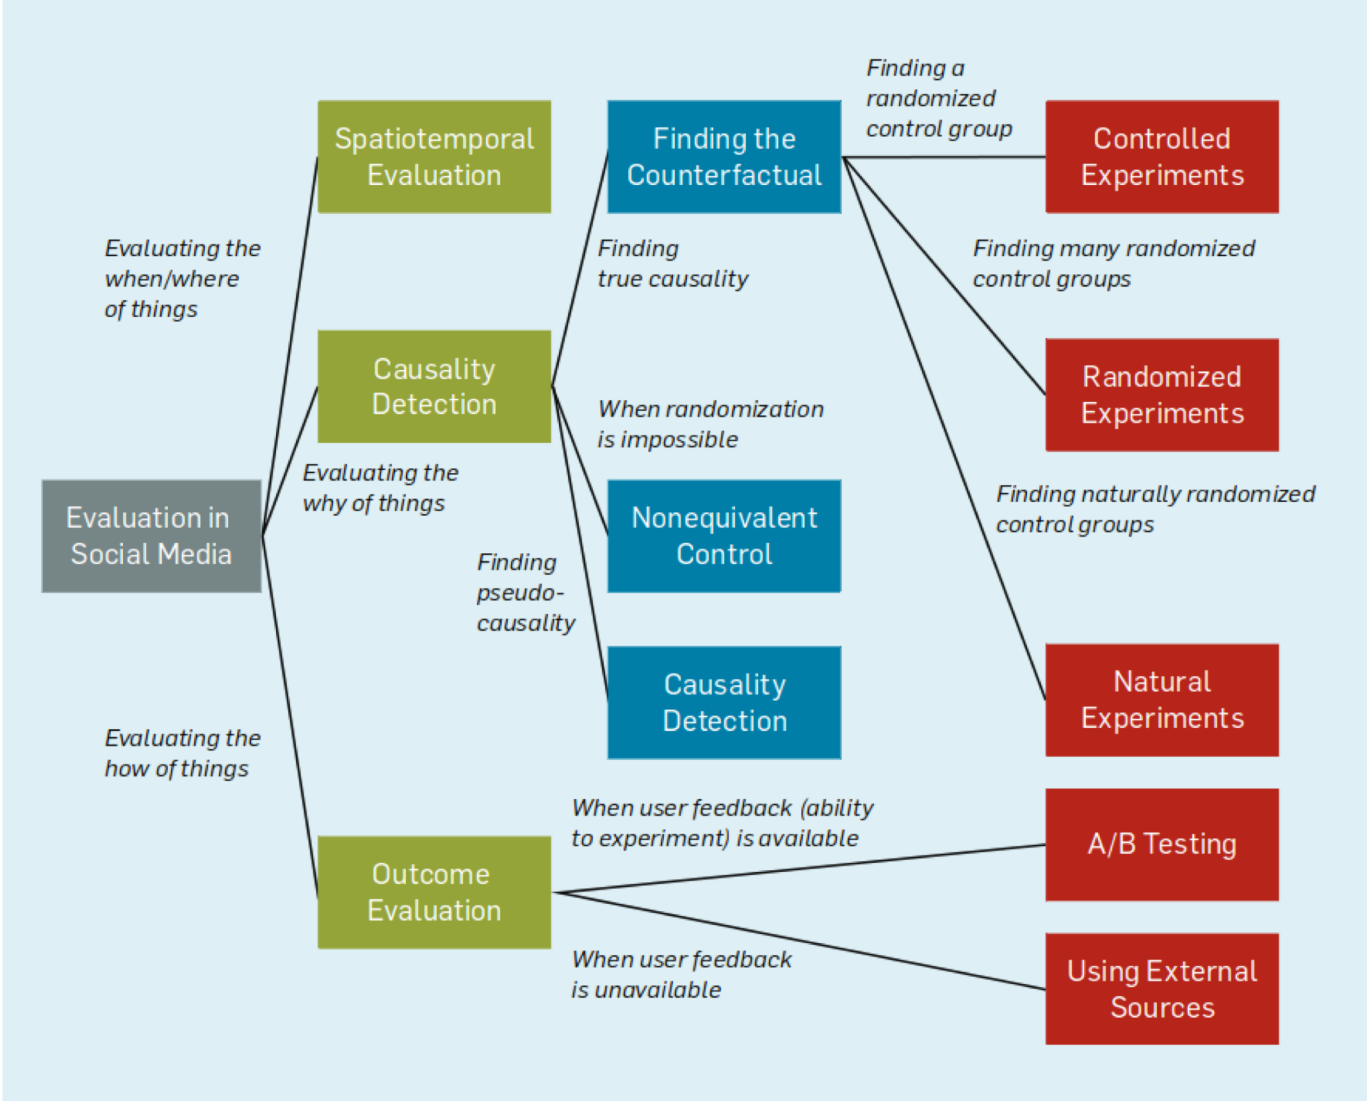 Finding a
randomized
control group
Spatiotemporal
Evaluation
Finding the
Counterfactual
Controlled
Experiments
Evaluating the
when/where
of things
Finding
true causality
Finding many randomized
control groups
Causality
Detection
Randomized
Experiments
When randomization
is impossible
Evaluating the
why of things
Evaluation in
Social Media
Nonequivalent
Control
Finding naturally randomized
control groups
Finding
pseudo-
causality
Causality
Detection
Natural
Experiments
Evaluating the
how of things
When user feedback (ability
to experiment) is available
A/B Testing
Outcome
Evaluation
When user feedback
is unavailable
Using External
Sources